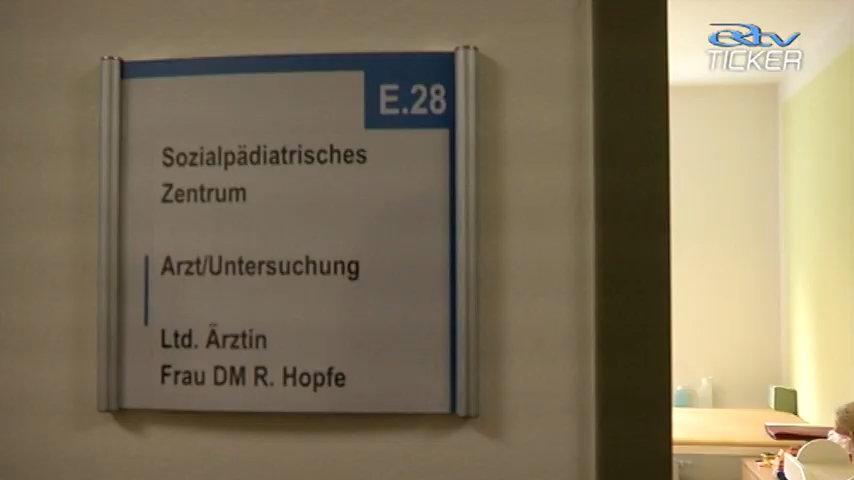 E.28
Sozialpädiatrisches
Zentrum
Arzt/Untersuchung
Ltd. Ärztin
Frau DM R. Hopfe
TICKER